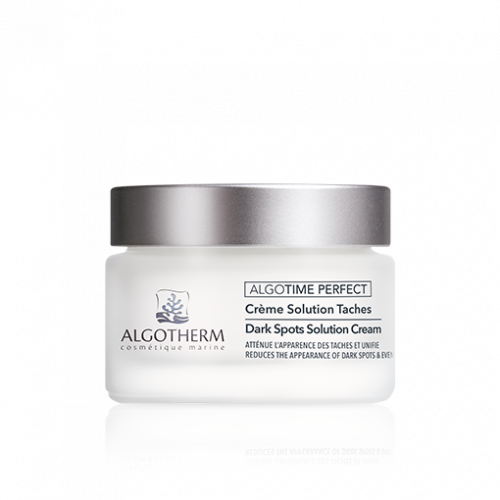 ALGOTHERM
cosmétique marine
ALGOTIME PERFECT
Crème Solution Taches
Dark Spots Solution Cream
ATTÉNUE L'APPARENCE DES TACHES ET UNIFIE
REDUCES THE APPEARANCE OF DARK SPOTS & EVEN